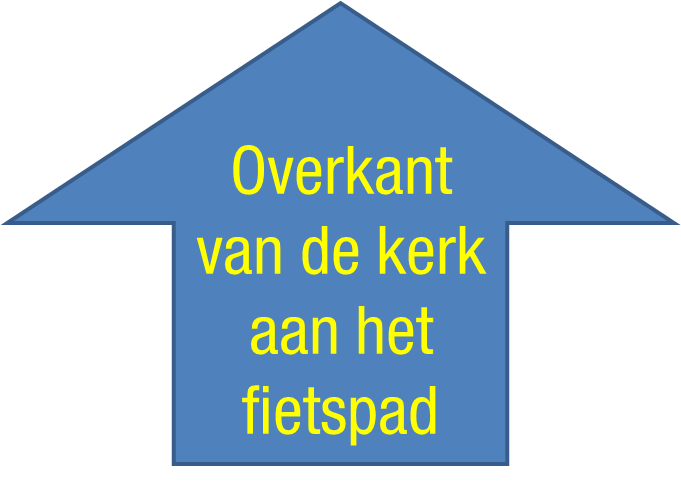 Overkant
van de kerk
aan het
fietspad